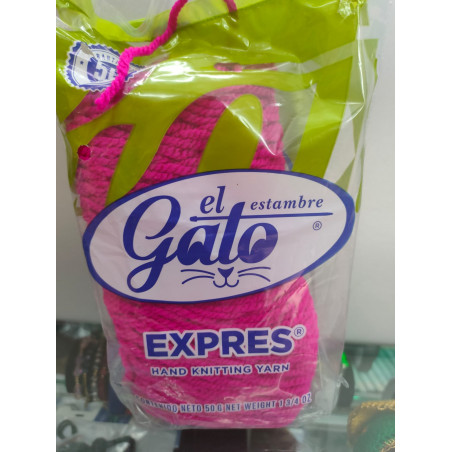 el
estambre
Gato
®
EXPRES®
HAND KNITTING YARN
NETO 50 G NET WEIGHT 1 3/4 OZ